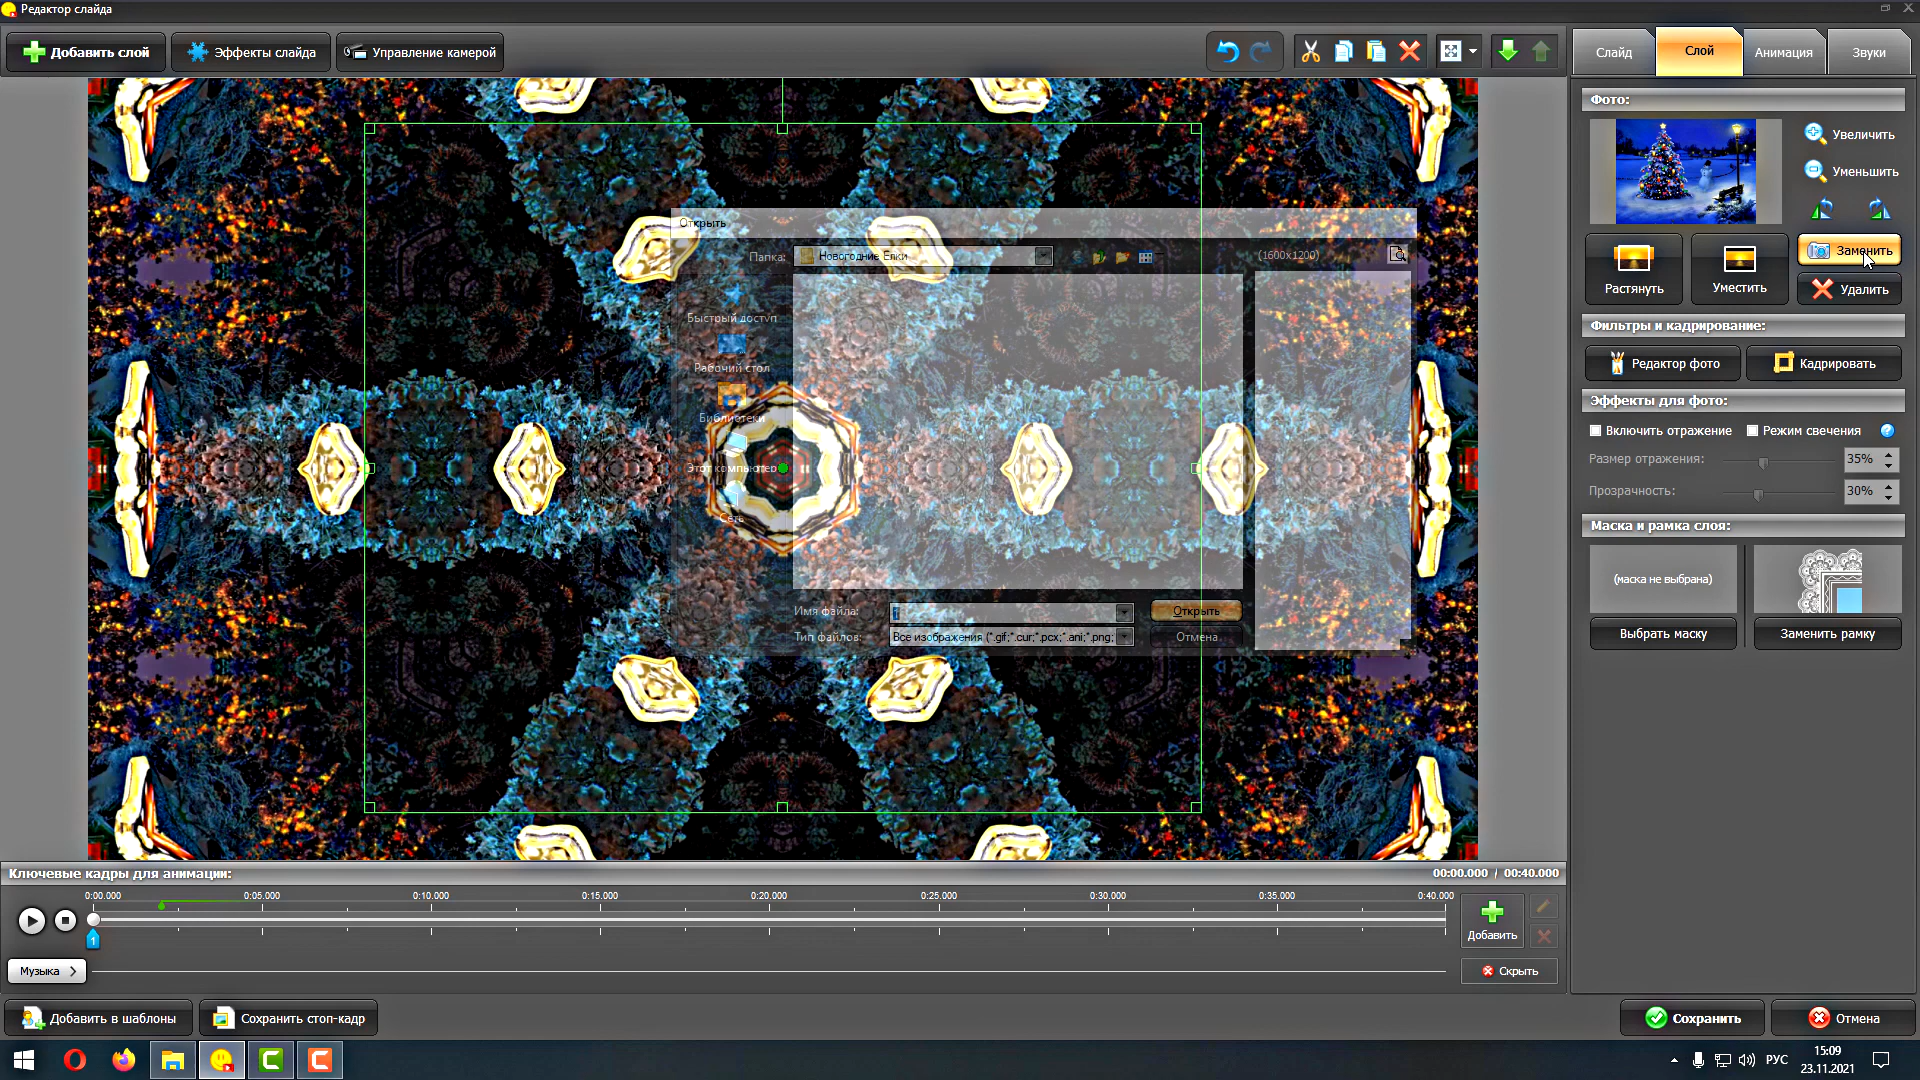 Редактор слайда
Добавить слой
Эффекты слайда
Управление камерой
Слайд
Слой
Анимация
Звуки
Фото:
Увеличить
Уменьшить
Растянуть
Уместить
Заменить
Удалить
Фильтры и кадрирование:
Редактор фото
Кадрировать
Эффекты для фото:
Включить отражение
Режим свечения
?
Размер отражения:
35%
Прозрачность:
30%
Маска и рамка слоя:
(маска не выбрана)
Выбрать маску
Заменить рамку
Открыть
Папка:
Новогодние Ёлки
(1600x1200)
Быстрый доступ
Рабочий стол
Библиотеки
Этот компьютер
Сеть
Имя файла:
Открыть
Тип файлов:
Все изображения (*.gif;*.cur;*.pcx;*.ani;*.png;
Отмена
Ключевые кадры для анимации:
00:00.000 / 00:40.000
0:00.000
0:05.000
0:10.000
0:15.000
0:20.000
0:25.000
0:30.000
0:35.000
0:40.000
1
Добавить
Музыка
Скрыть
Добавить в шаблоны
Сохранить стоп-кадр
Сохранить
Отмена
РУС
15:09
23.11.2021